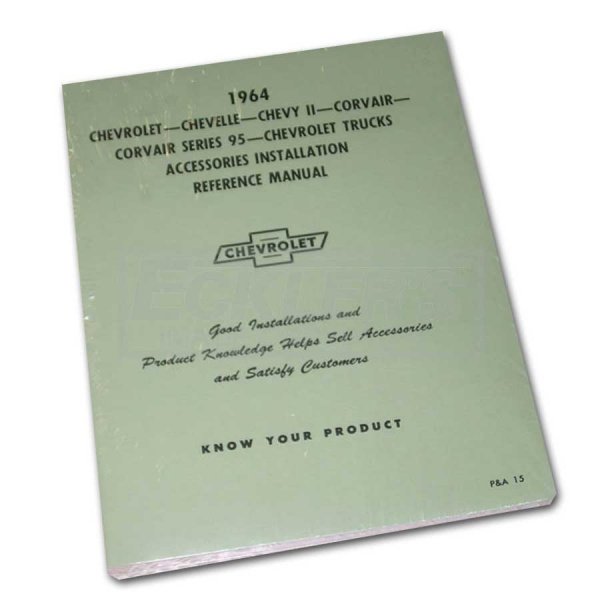 1964
CHEVROLET—CHEVELLE—CHEVY II—CORVAIR—
CORVAIR SERIES 95—CHEVROLET TRUCKS
ACCESSORIES INSTALLATION
REFERENCE MANUAL
CHEVROLET
ECKLER'S
Good Installations and
Product Knowledge Helps Sell Accessories
and Satisfy Customers
KNOW YOUR PRODUCT
P&A 15